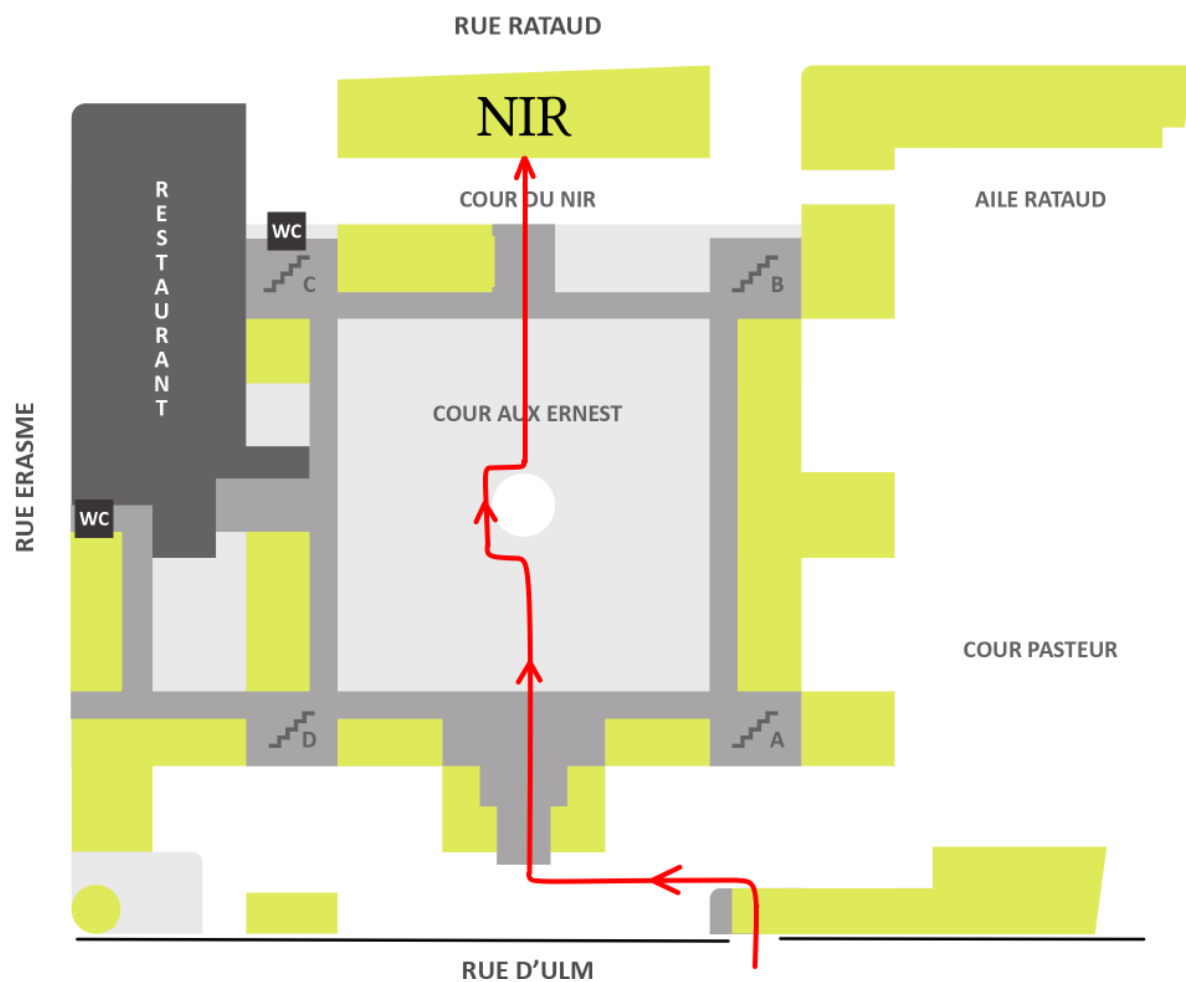 RUE RATAUD
NIR
RESTAURANT
COUR DU NIR
AILE RATAUD
WC
C
B
COUR AUX ERNEST
RUE ERASME
WC
COUR PASTEUR
D
A
RUE D’ULM